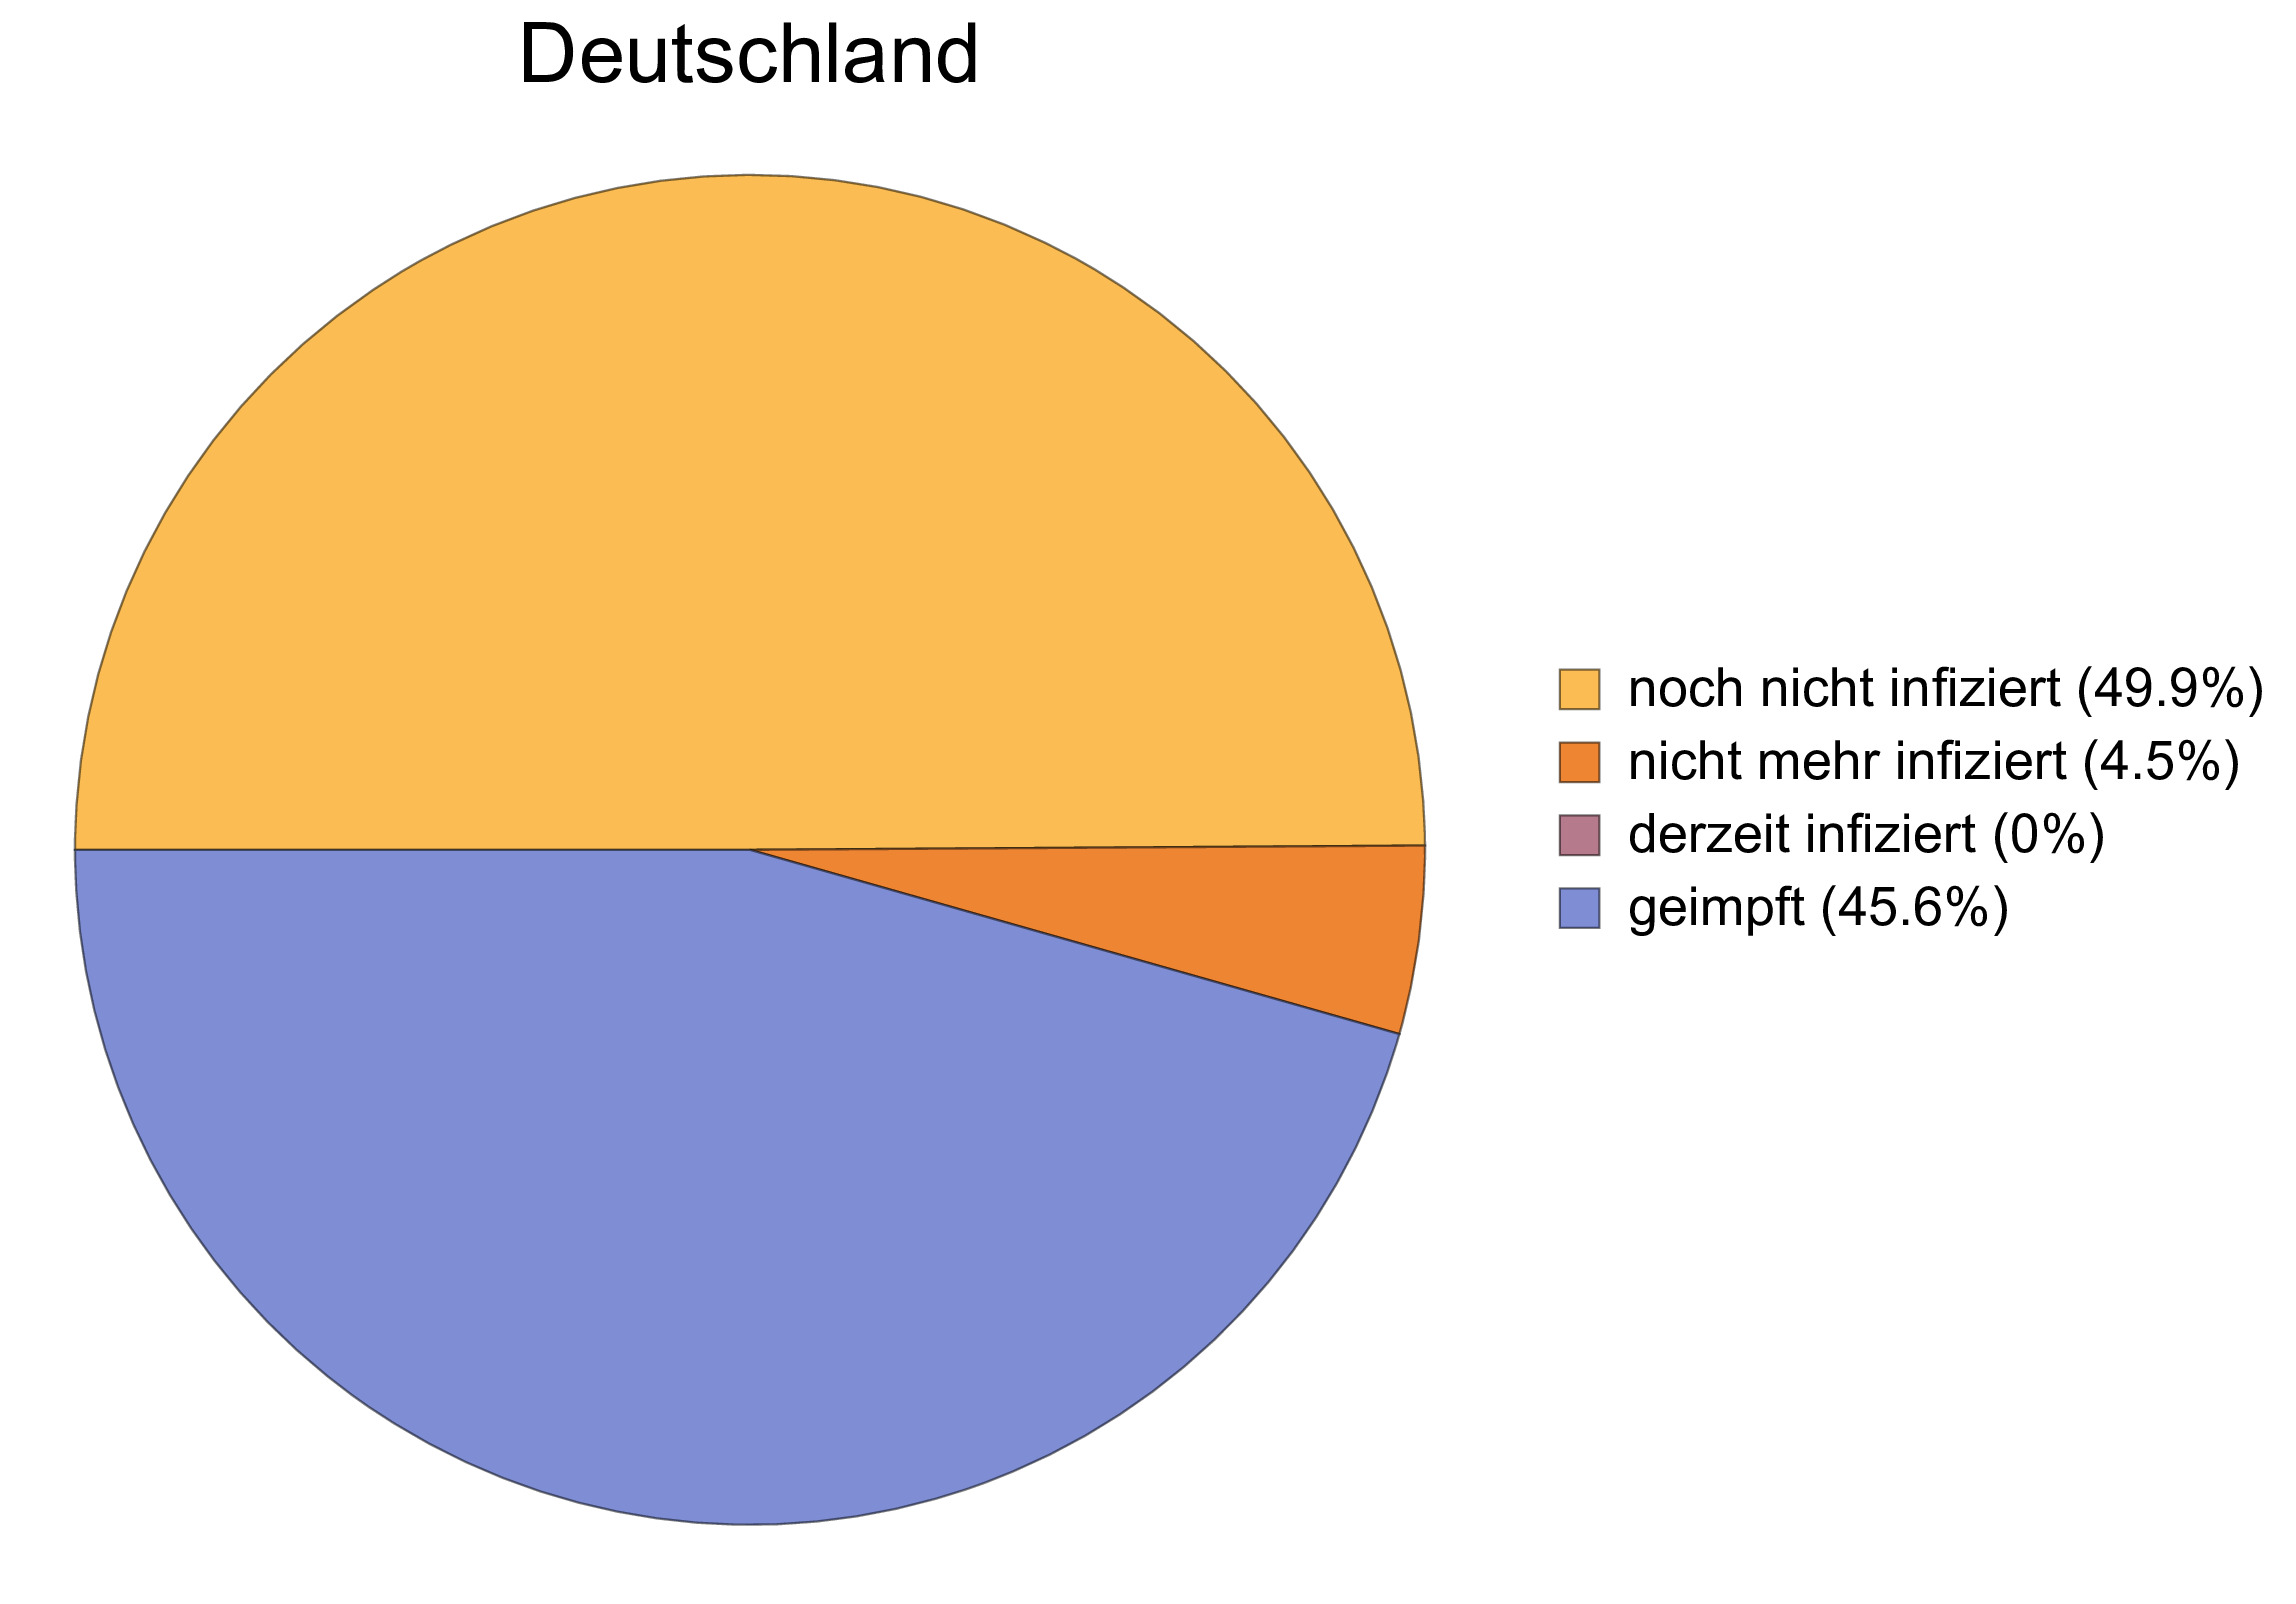 Deutschland
noch nicht infiziert (49.9%)
nicht mehr infiziert (4.5%)
derzeit infiziert (0%)
geimpft (45.6%)